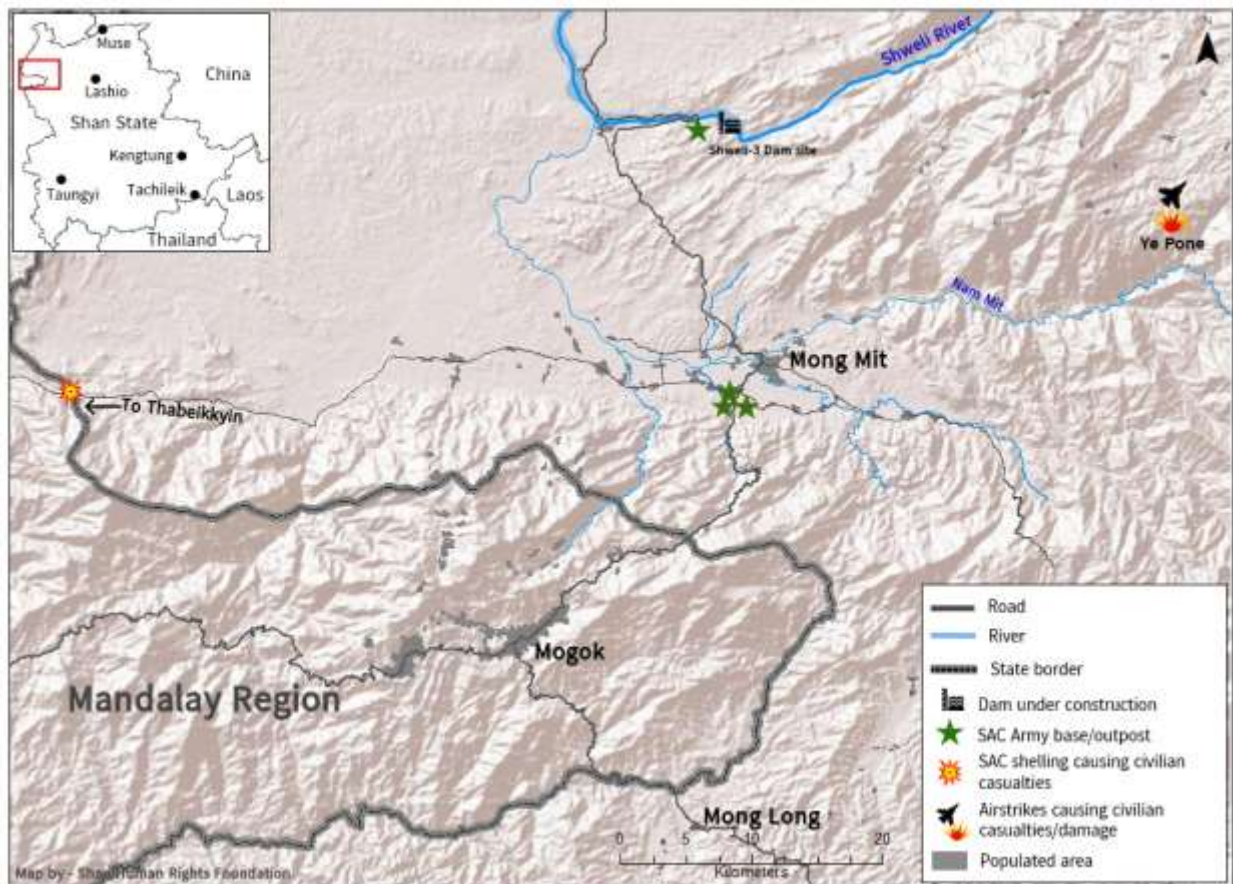 Muse
China
Lashio
Shan State
Kengtung
Tachileik
Laos
Taungyi
Thailand
Shweli River
Shweli-3 Dam site
Ye Pone
Nam Mit
Mong Mit
To Thabeikkyin
Mogok
Mandalay Region
Mong Long
0 5 10 20
Kilometers
Road
River
State border
Dam under construction
SAC Army base/outpost
SAC shelling causing civilian
casualties
Airstrikes causing civilian
casualties/damage
Populated area
Map by - Shan Human Rights Foundation